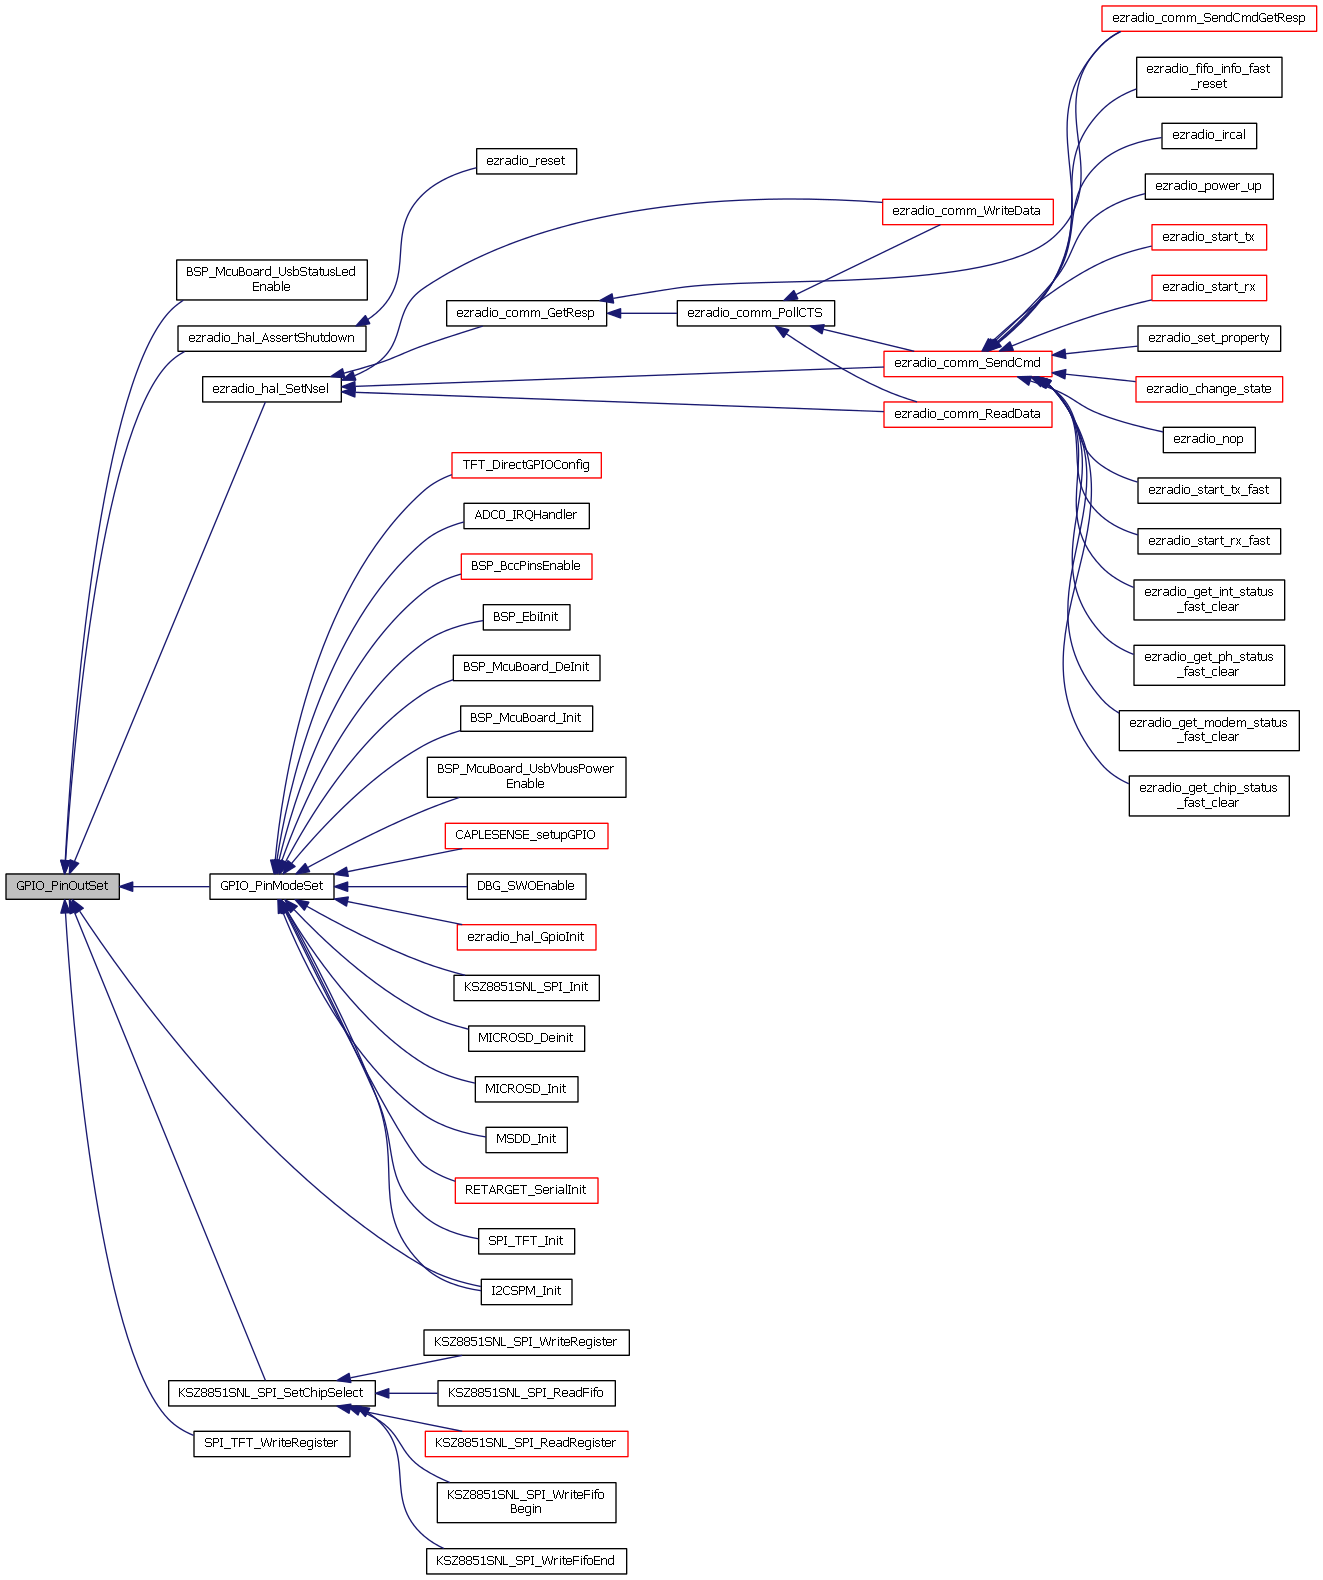 ezradio_comm_SendCmdGetResp
ezradio_fifo_info_fast
_reset
ezradio_ircal
ezradio_reset
ezradio_power_up
ezradio_comm_WriteData
ezradio_start_tx
BSP_McuBoard_UsbStatusLed
Enable
ezradio_start_rx
ezradio_comm_GetResp
ezradio_comm_PollCTS
ezradio_hal_AssertShutdown
ezradio_set_property
ezradio_comm_SendCmd
ezradio_hal_SetNsel
ezradio_change_state
ezradio_comm_ReadData
ezradio_nop
TFT_DirectGPIOConfig
ezradio_start_tx_fast
ADC0_IRQHandler
ezradio_start_rx_fast
BSP_BccPinsEnable
ezradio_get_int_status
_fast_clear
BSP_EbiInit
ezradio_get_ph_status
_fast_clear
BSP_McuBoard_DeInit
BSP_McuBoard_Init
ezradio_get_modem_status
_fast_clear
BSP_McuBoard_UsbVbusPower
Enable
ezradio_get_chip_status
_fast_clear
CAPLESENSE_setupGPIO
GPIO_PinOutSet
GPIO_PinModeSet
DBG_SWOEnable
ezradio_hal_GpioInit
KSZ8851SNL_SPI_Init
MICROSD_Deinit
MICROSD_Init
MSDD_Init
RETARGET_SerialInit
SPI_TFT_Init
I2CSPM_Init
KSZ8851SNL_SPI_WriteRegister
KSZ8851SNL_SPI_SetChipSelect
KSZ8851SNL_SPI_ReadFifo
SPI_TFT_WriteRegister
KSZ8851SNL_SPI_ReadRegister
KSZ8851SNL_SPI_WriteFifo
Begin
KSZ8851SNL_SPI_WriteFifoEnd